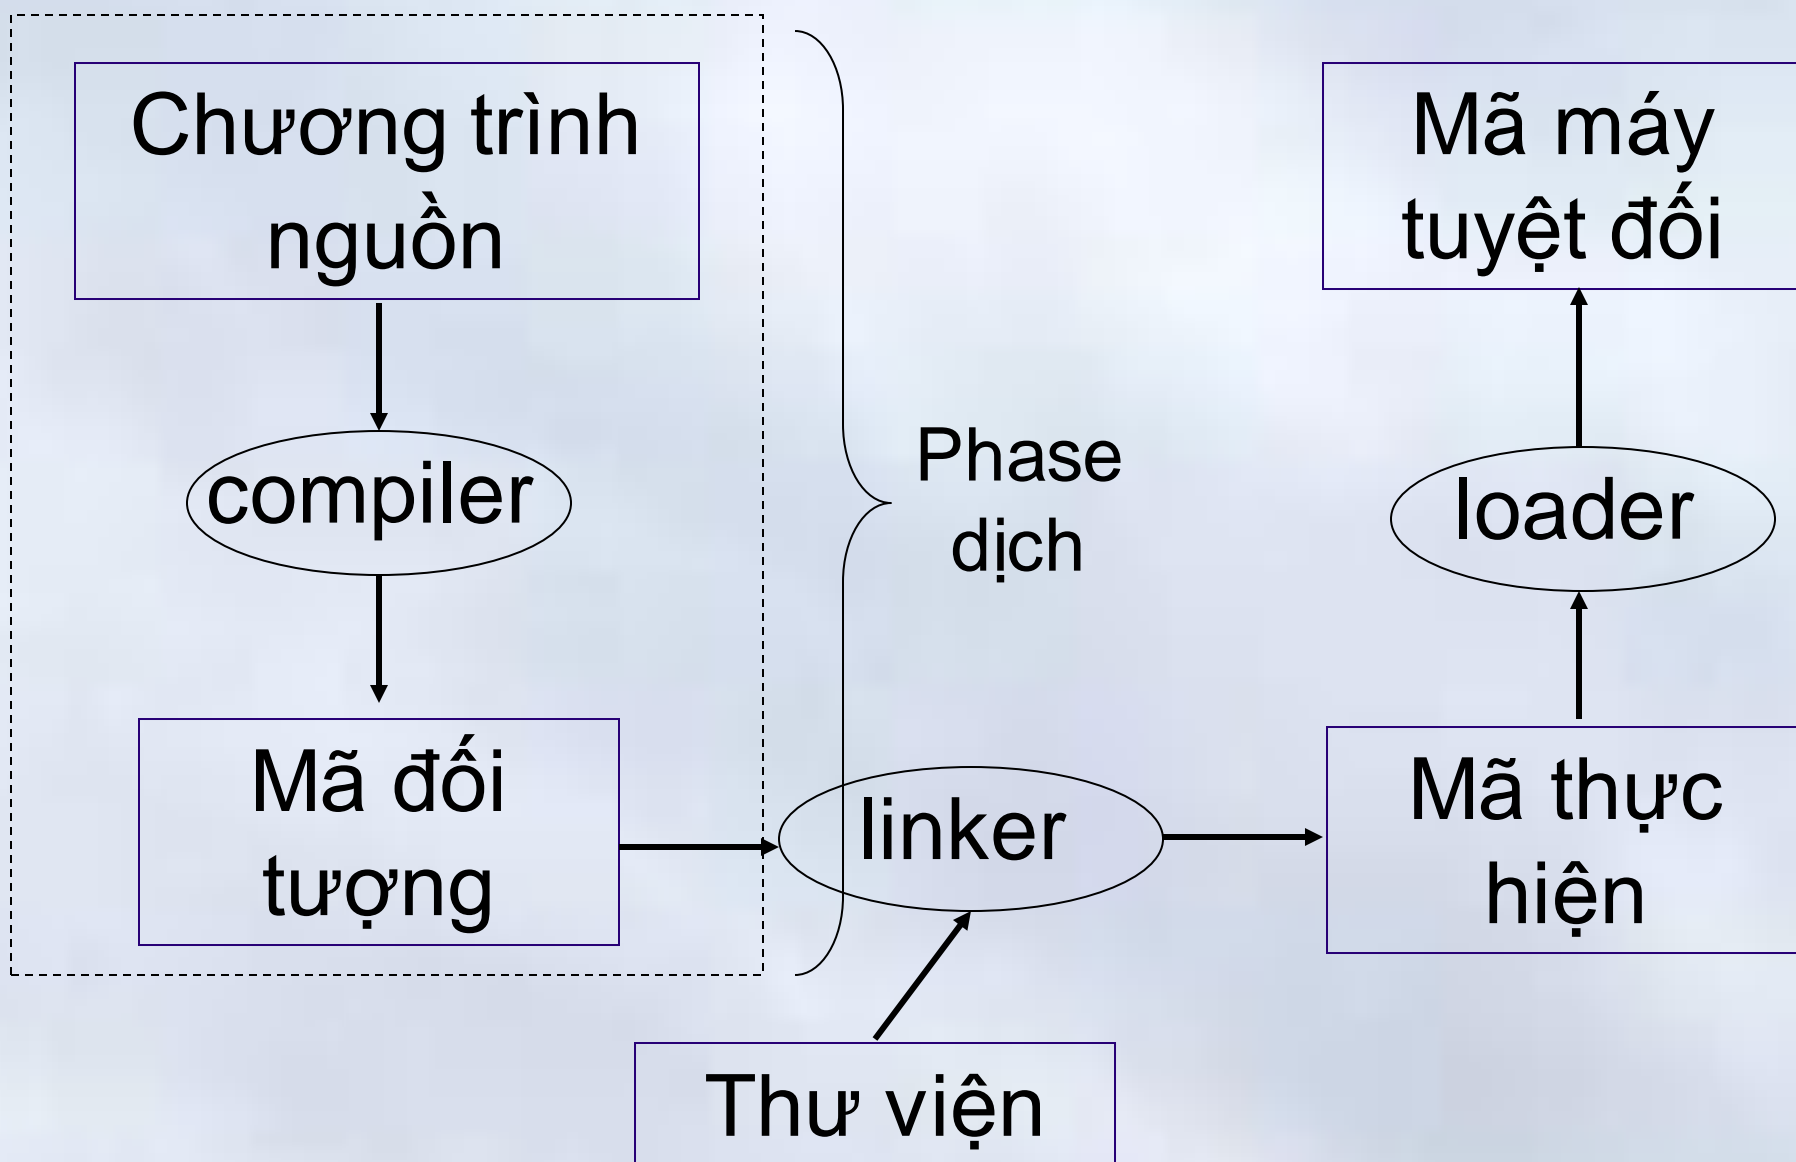 Chương trình
nguồn
compiler
Mã đối
tượng
Phase
dịch
linker
Thư viện
Mã máy
tuyệt đối
loader
Mã thực
hiện